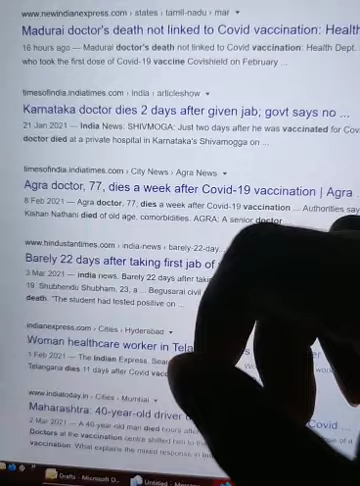 www.newindianexpress.com › states › tamil-nadu › mar
Madurai doctor's death not linked to Covid vaccination: Health
16 hours ago — Madurai doctor's death not linked to Covid vaccination: Health Dept.
who took the first dose of Covid-19 vaccine Covishield on February ...
timesofindia.indiatimes.com › India › articleshow
Karnataka doctor dies 2 days after given jab; govt says no ...
21 Jan 2021 — India News: SHIVMOGA: Just two days after he was vaccinated for Cov
doctor died at a private hospital in Karnataka's Shivamogga on ...
timesofindia.indiatimes.com › City News › Agra News
Agra doctor, 77, dies a week after Covid-19 vaccination | Agra
8 Feb 2021 — Agra doctor, 77, dies a week after Covid-19 vaccination ... Authorities say
Kishan Nathani died of old age, comorbidities. AGRA: A senior doctor
www.hindustantimes.com › india-news › barely-22-day...
Barely 22 after taking first jab of
3 Mar 2021 — india news. Barely 22 after
19. Shubhendu Shubham, 23, a ... Begusarai civil
death. "The student had tested positive on ...
indianexpress.com › Cities › Hyderabad
Woman healthcare worker in
1 Feb 2021 — The Indian Express.
Telangana dies 11 days after Covid
www.indiatoday.in › Cities › Mumbai
Maharashtra: 40-year-old driver Covid ...
2 Mar 2021 — A 40-year-old man died hours
Doctors at the vaccination centre shifted him to
vaccination. What explains the mixed response in
Drafts - Microsoft O... Untitled -